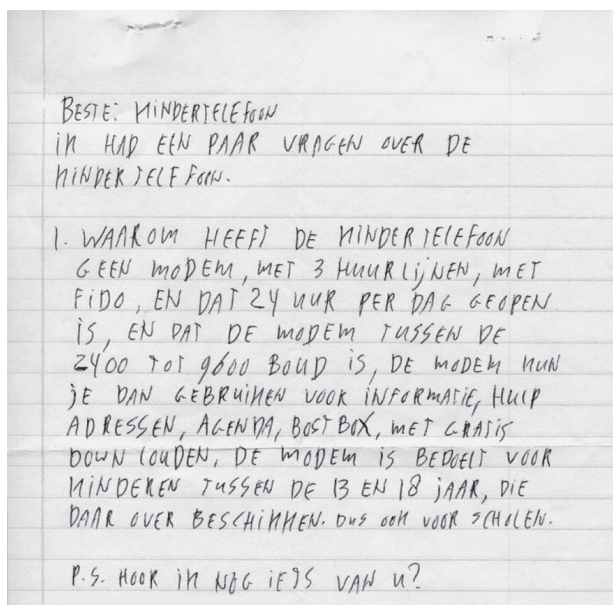 BESTE: KINDERTELEFOON
IK HAD EEN PAAR VRAGEN OVER DE
KINDERTELEFOON.
1. WAAROM HEEFT DE KINDERTELEFOON
GEEN MODEM, MET 3 HUURLIJNEN, MET
FIDO, EN DAT 24 UUR PER DAG GEOPEN
IS, EN DAT DE MODEM TUSSEN DE
2400 TOT 9600 BOUD IS, DE MODEM KUN
JE DAN GEBRUIKEN VOOR INFORMATIE, HULP
ADRESSEN, AGENDA, BOSTBOX, MET GRATIS
DOWN LOUDEN. DE MODEM IS BEDOELT VOOR
KINDEREN TUSSEN DE 13 EN 18 JAAR, DIE
DAAR OVER BESCHIKKEN. DUS OOK VOOR SCHOLEN.
P.S. HOOR IK NOG IETS VAN U?